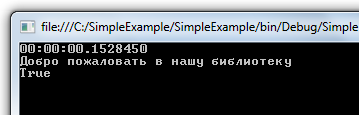 file:///C:/SimpleExample/SimpleExample/bin/Debug/Simple
00:00:00.1528450
Добро пожаловать в нашу библиотеку
True